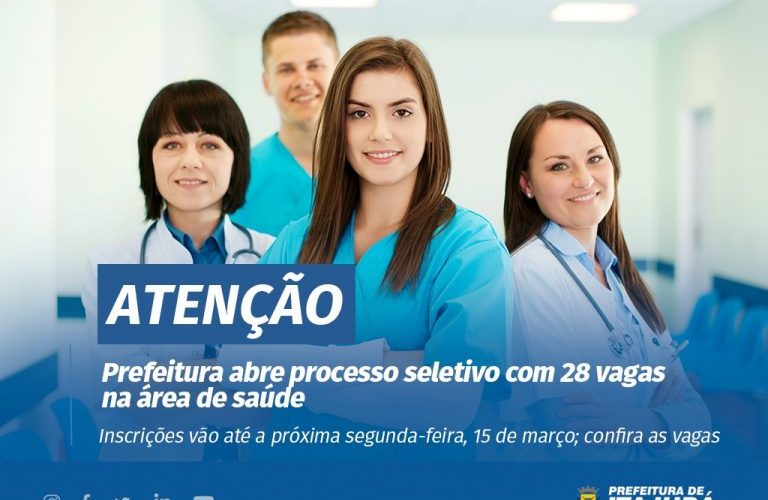 ATENÇÃO
Prefeitura abre processo seletivo com 28 vagas
na área de saúde
Inscrições vão até a próxima segunda-feira, 15 de março; confira as vagas
PREFEITURA DE